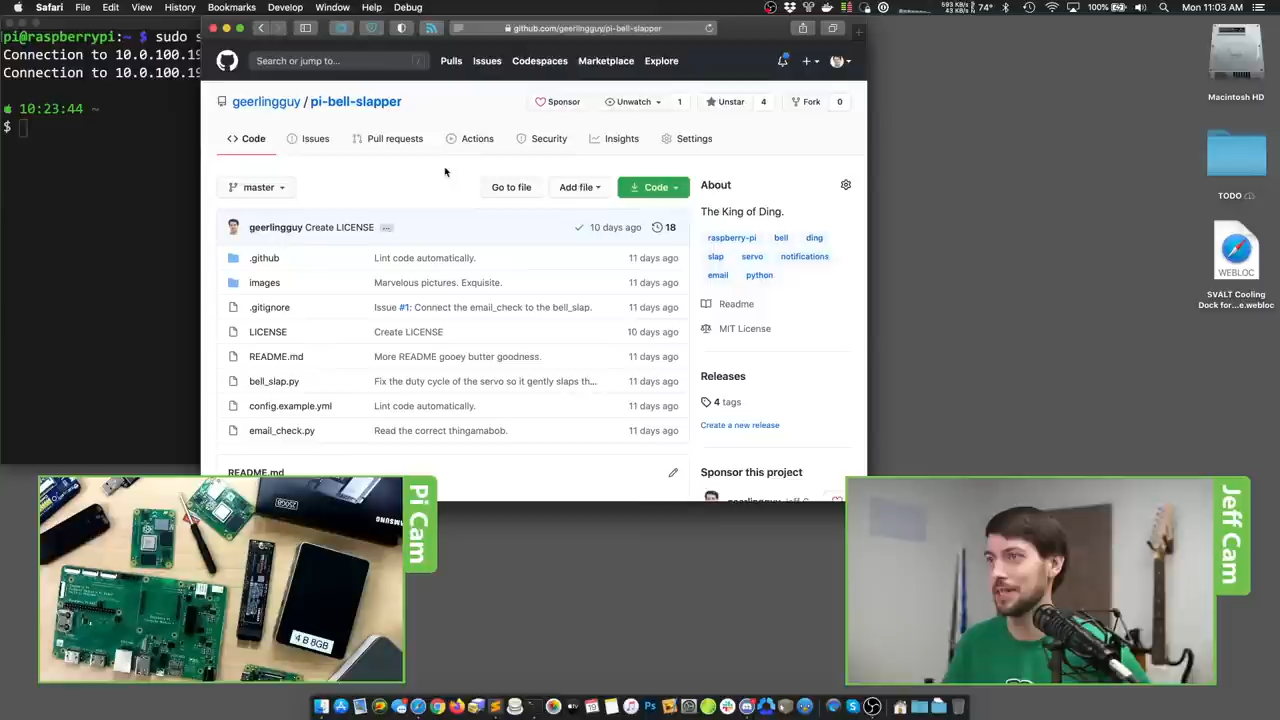 Safari File Edit View History Bookmarks Develop Window Help Debug
74° 100% Mon 11:03 AM
pi@raspberrypi:~ $ sudo s
Connection to 10.0.100.19
Connection to 10.0.100.19
10:23:44 ~
$
github.com/geerlingguy/pi-bell-slapper
Search or jump to... /
Pulls Issues Codespaces Marketplace Explore
geerlingguy / pi-bell-slapper
Sponsor Unwatch 1 Unstar 4 Fork 0
Code Issues Pull requests Actions Security Insights Settings
master Go to file Add file Code
geerlingguy Create LICENSE ... 10 days ago 18
.github Lint code automatically. 11 days ago
images Marvelous pictures. Exquisite. 11 days ago
.gitignore Issue #1: Connect the email_check to the bell_slap. 11 days ago
LICENSE Create LICENSE 10 days ago
README.md More README gooey butter goodness. 11 days ago
bell_slap.py Fix the duty cycle of the servo so it gently slaps th... 11 days ago
config.example.yml Lint code automatically. 11 days ago
email_check.py Read the correct thingamabob. 11 days ago
README.md
About
The King of Ding.
raspberry-pi bell ding
slap servo notifications
email python
Readme
MIT License
Releases
4 tags
Create a new release
Sponsor this project
geerlingguy
Macintosh HD
TODO
WEBLOC
SVALT Cooling
Dock for...e.webloc
Pi Cam
SAMSUNG
4 B 8GB
Jeff Cam